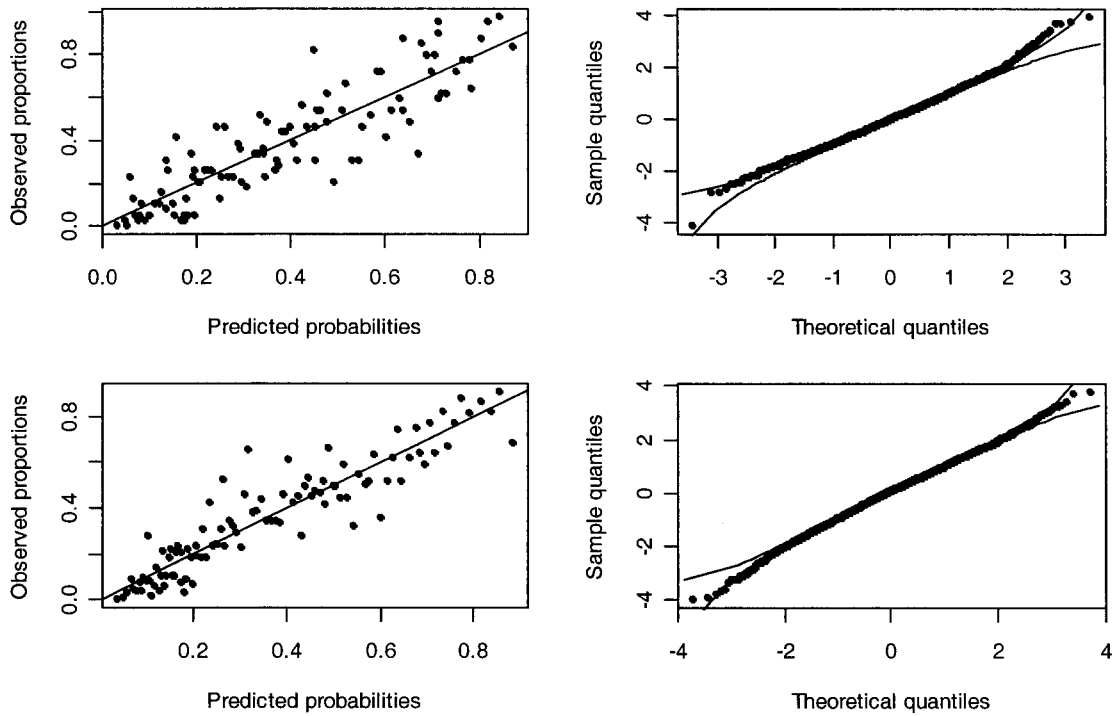 Observed proportions
0.8
0.4
0.0
0.0 0.2 0.4 0.6 0.8
Predicted probabilities
Sample quantiles
4
2
0
-2
-4
-3 -2 -1 0 1 2 3
Theoretical quantiles
Observed proportions
0.8
0.4
0.0
0.2 0.4 0.6 0.8
Predicted probabilities
Sample quantiles
4
2
0
-2
-4
-4 -2 0 2 4
Theoretical quantiles